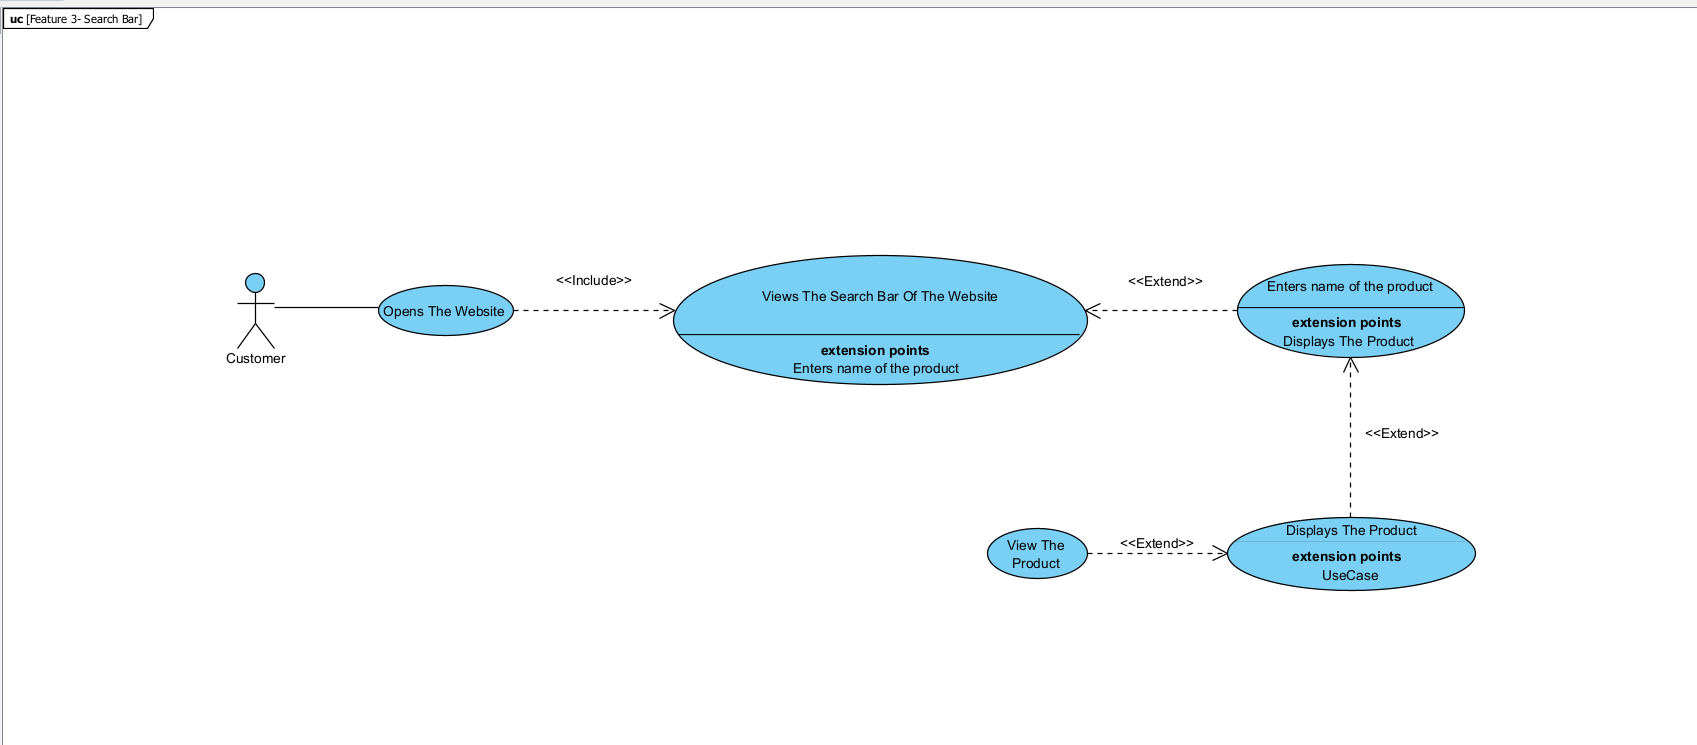 uc [Feature 3- Search Bar]
<<Include>>
<<Extend>>
Customer
Opens The Website
Views The Search Bar Of The Website
extension points
Enters name of the product
Enters name of the product
extension points
Displays The Product
<<Extend>>
View The
Product
<<Extend>>
Displays The Product
extension points
UseCase